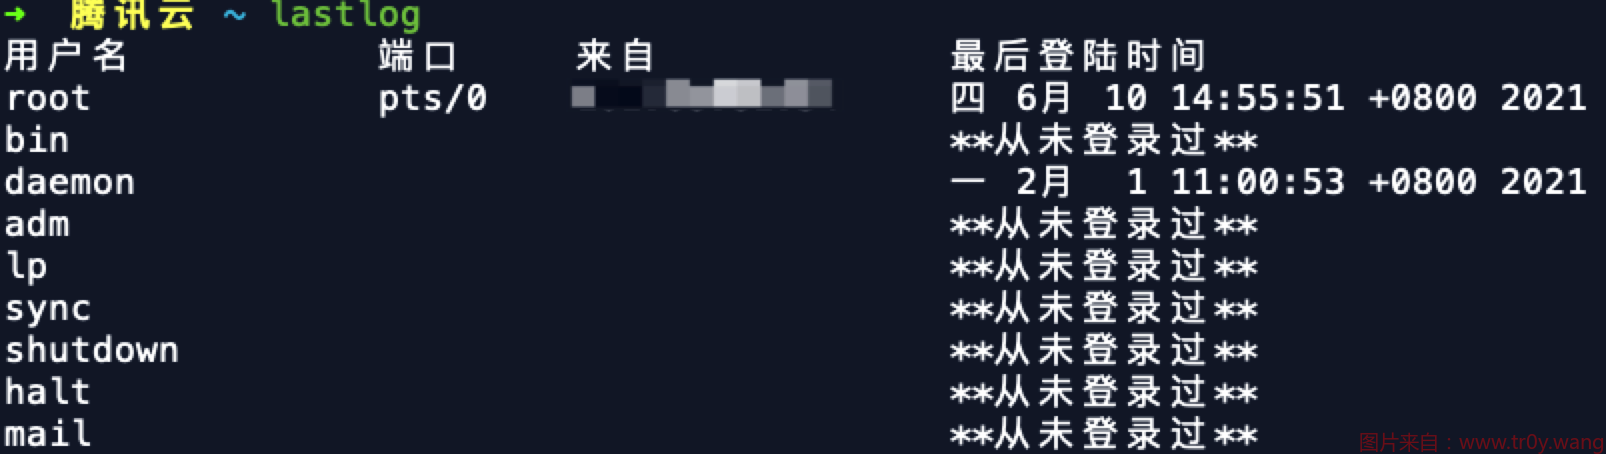 ➜ 腾讯云 ~ lastlog
用户名 端口 来自 最后登陆时间
root pts/0 四 6月 10 14:55:51 +0800 2021
bin **从未登录过**
daemon 一 2月 1 11:00:53 +0800 2021
adm **从未登录过**
lp **从未登录过**
sync **从未登录过**
shutdown **从未登录过**
halt **从未登录过**
mail **从未登录过**
图片来自：www.tr0y.wang